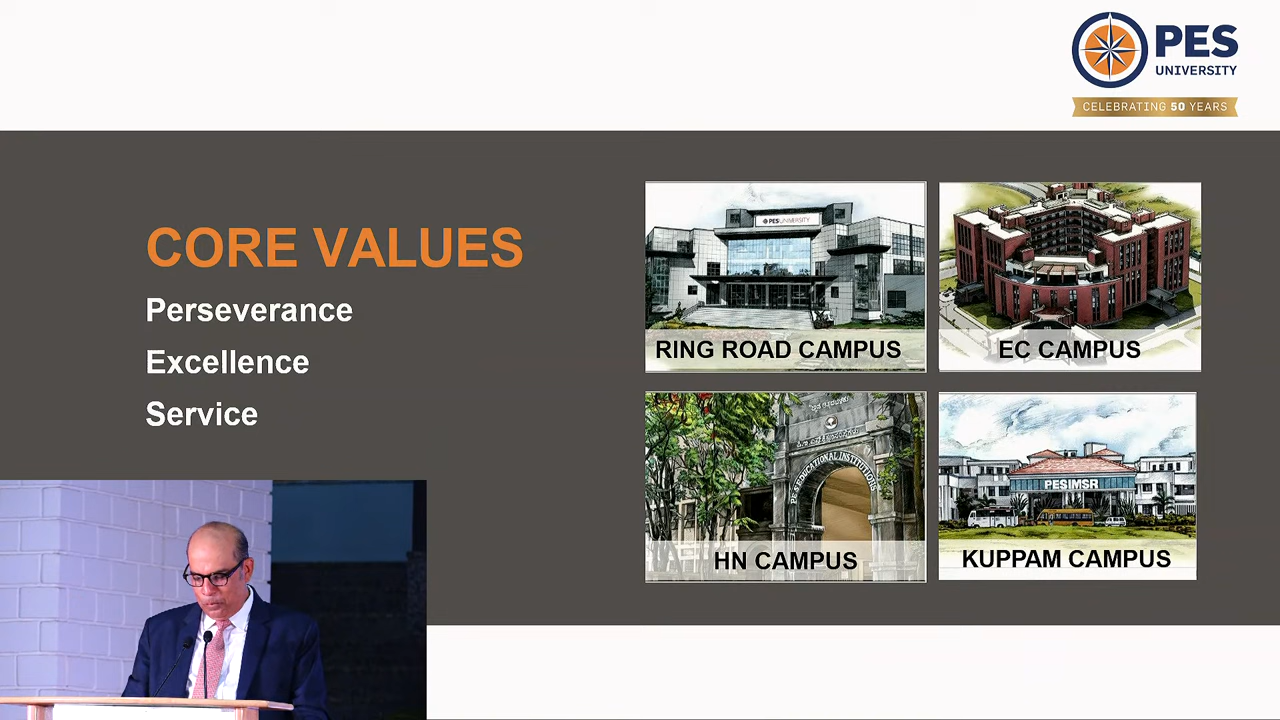 PES
UNIVERSITY
CELEBRATING 50 YEARS
CORE VALUES
Perseverance
Excellence
Service
PES UNIVERSITY
RING ROAD CAMPUS
EC CAMPUS
PES EDUCATIONAL INSTITUTIONS
HN CAMPUS
PESIMSR
KUPPAM CAMPUS